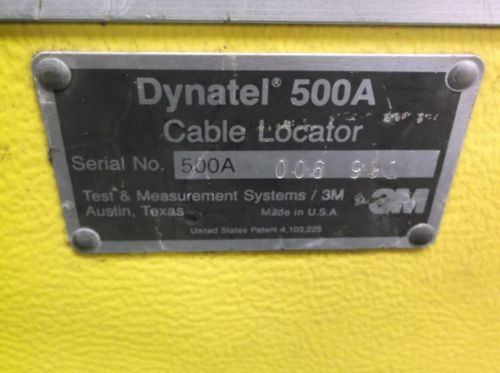 Dynatel® 500A
Cable Locator
Serial No. 500A 006 991
Test & Measurement Systems / 3M
Austin, Texas Made in U.S.A. 3M
United States Patent 4,103,225